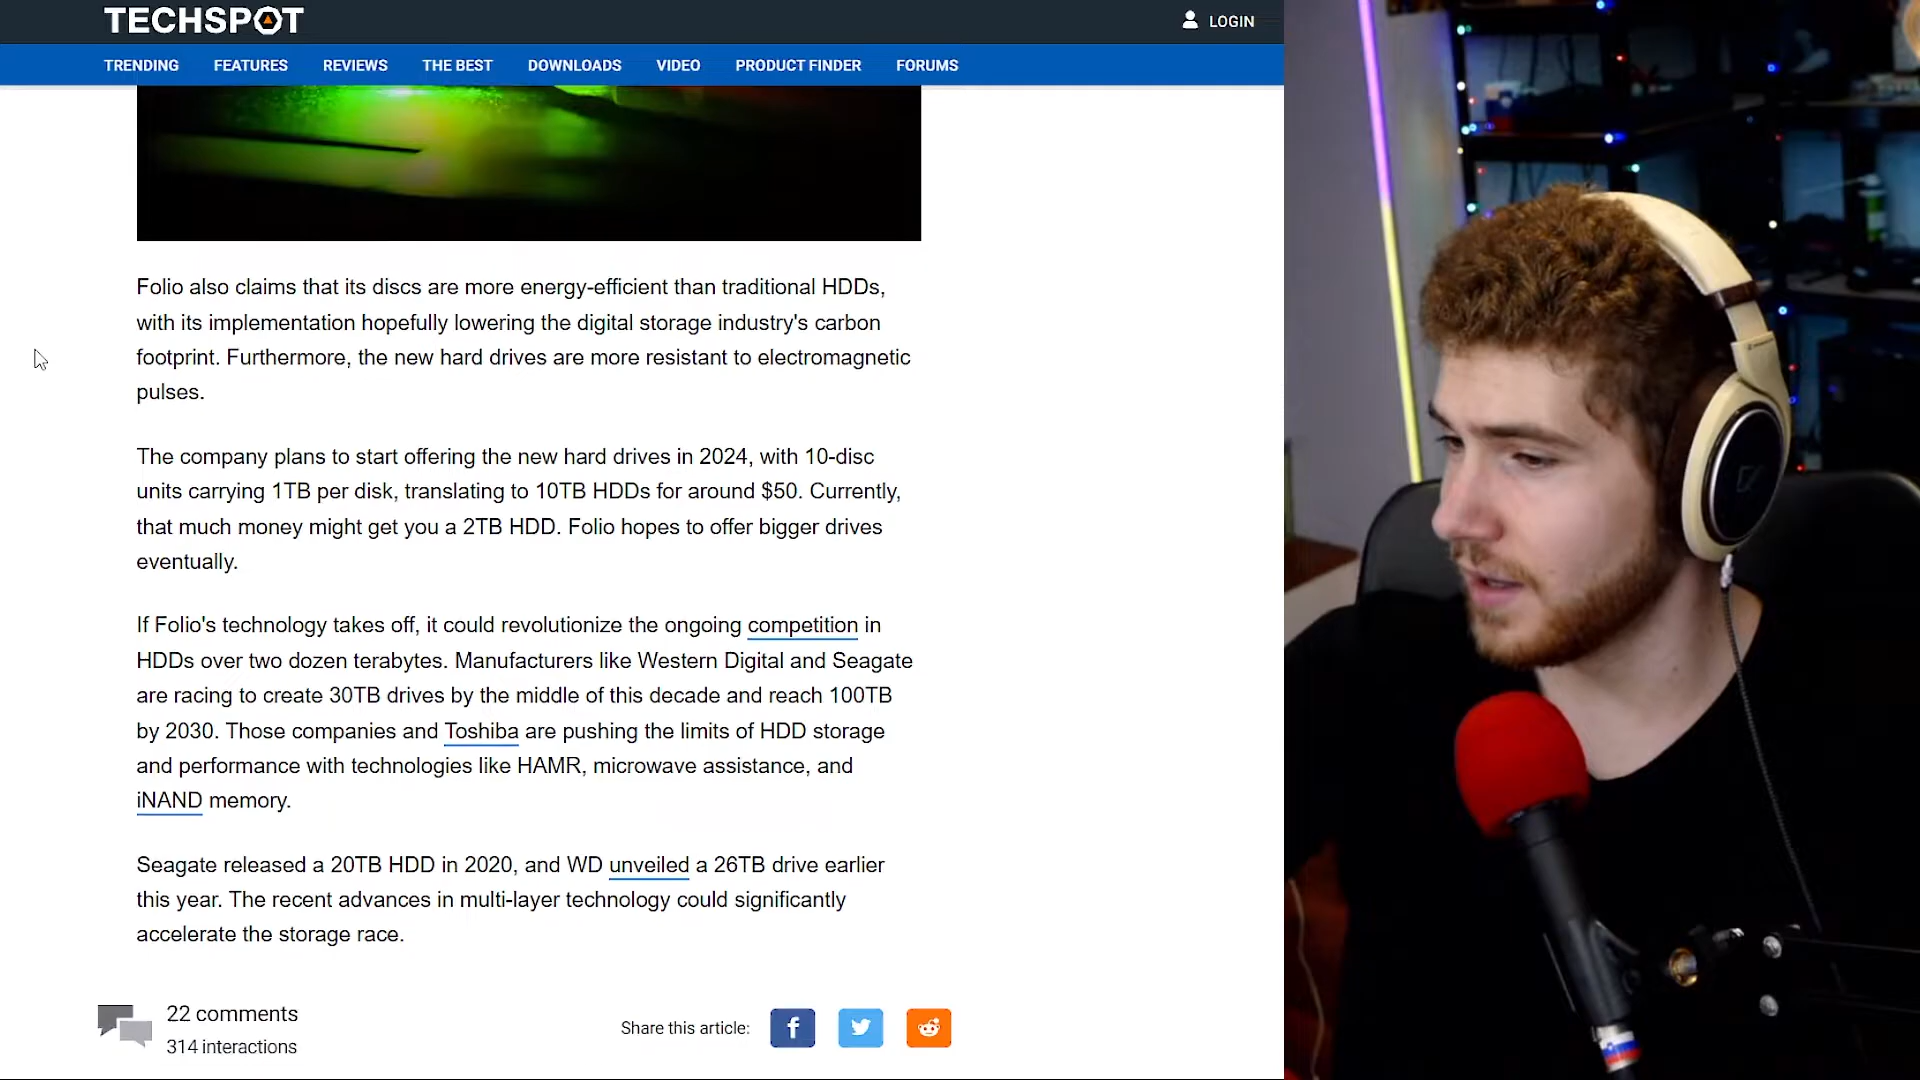 TECHSPOT
LOGIN
TRENDING FEATURES REVIEWS THE BEST DOWNLOADS VIDEO PRODUCT FINDER FORUMS
Folio also claims that its discs are more energy-efficient than traditional HDDs,
with its implementation hopefully lowering the digital storage industry's carbon
footprint. Furthermore, the new hard drives are more resistant to electromagnetic
pulses.
The company plans to start offering the new hard drives in 2024, with 10-disc
units carrying 1TB per disk, translating to 10TB HDDs for around $50. Currently,
that much money might get you a 2TB HDD. Folio hopes to offer bigger drives
eventually.
If Folio's technology takes off, it could revolutionize the ongoing competition in
HDDs over two dozen terabytes. Manufacturers like Western Digital and Seagate
are racing to create 30TB drives by the middle of this decade and reach 100TB
by 2030. Those companies and Toshiba are pushing the limits of HDD storage
and performance with technologies like HAMR, microwave assistance, and
iNAND memory.
Seagate released a 20TB HDD in 2020, and WD unveiled a 26TB drive earlier
this year. The recent advances in multi-layer technology could significantly
accelerate the storage race.
22 comments
314 interactions
Share this article: